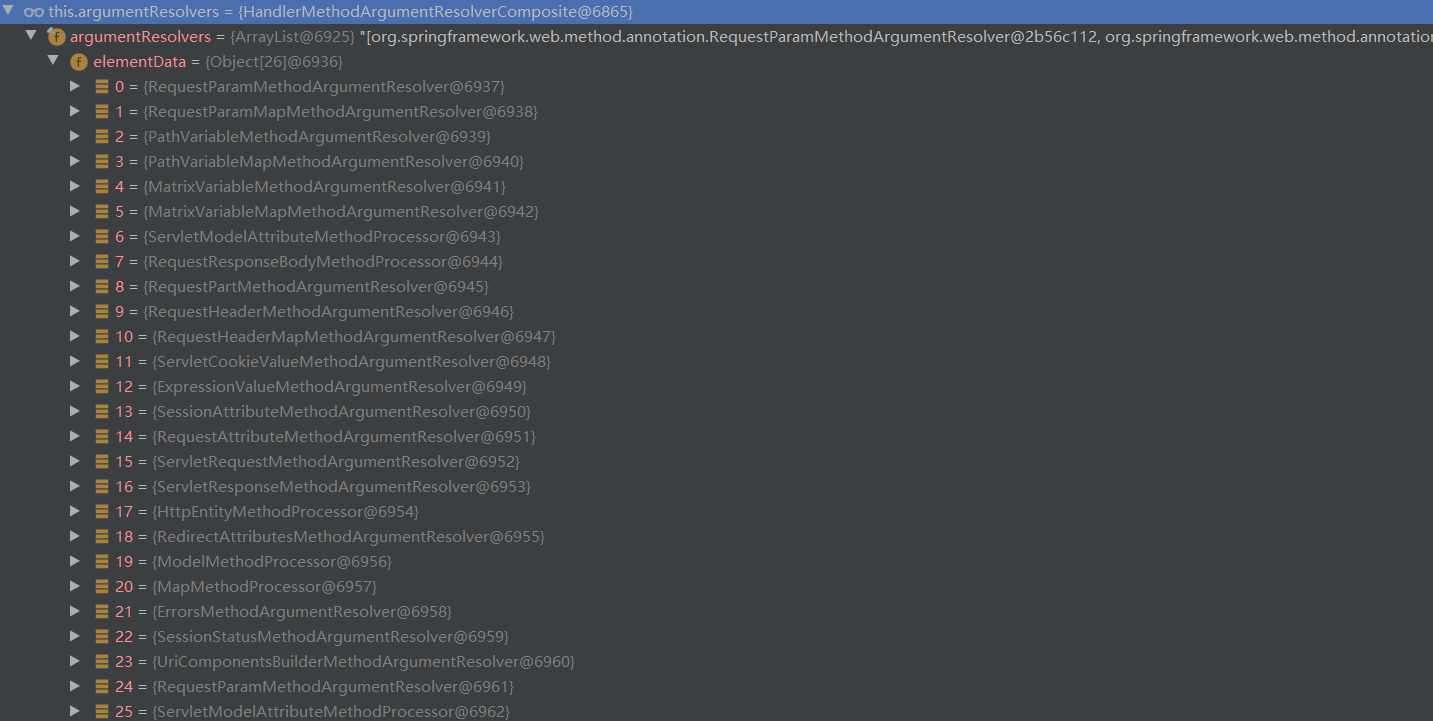 this.argumentResolvers = {HandlerMethodArgumentResolverComposite@6865}
argumentResolvers = {ArrayList@6925} "[org.springframework.web.method.annotation.RequestParamMethodArgumentResolver@2b56c112, org.springframework.web.method.annotation
elementData = {Object[26]@6936}
0 = {RequestParamMethodArgumentResolver@6937}
1 = {RequestParamMapMethodArgumentResolver@6938}
2 = {PathVariableMethodArgumentResolver@6939}
3 = {PathVariableMapMethodArgumentResolver@6940}
4 = {MatrixVariableMethodArgumentResolver@6941}
5 = {MatrixVariableMapMethodArgumentResolver@6942}
6 = {ServletModelAttributeMethodProcessor@6943}
7 = {RequestResponseBodyMethodProcessor@6944}
8 = {RequestPartMethodArgumentResolver@6945}
9 = {RequestHeaderMethodArgumentResolver@6946}
10 = {RequestHeaderMapMethodArgumentResolver@6947}
11 = {ServletCookieValueMethodArgumentResolver@6948}
12 = {ExpressionValueMethodArgumentResolver@6949}
13 = {SessionAttributeMethodArgumentResolver@6950}
14 = {RequestAttributeMethodArgumentResolver@6951}
15 = {ServletRequestMethodArgumentResolver@6952}
16 = {ServletResponseMethodArgumentResolver@6953}
17 = {HttpEntityMethodProcessor@6954}
18 = {RedirectAttributesMethodArgumentResolver@6955}
19 = {ModelMethodProcessor@6956}
20 = {MapMethodProcessor@6957}
21 = {ErrorsMethodArgumentResolver@6958}
22 = {SessionStatusMethodArgumentResolver@6959}
23 = {UriComponentsBuilderMethodArgumentResolver@6960}
24 = {RequestParamMethodArgumentResolver@6961}
25 = {ServletModelAttributeMethodProcessor@6962}